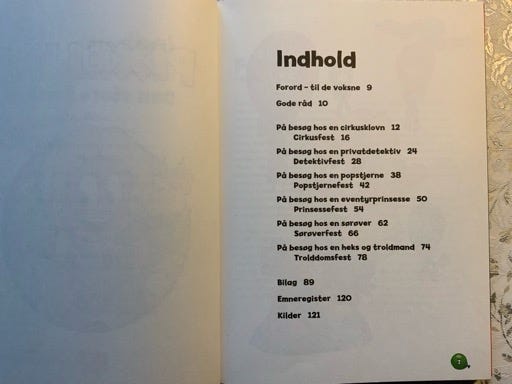 Indhold
Forord – til de voksne 9
Gode råd 10
På besøg hos en cirkusklovn 12
Cirkusfest 16
På besøg hos en privatdetektiv 24
Detektivfest 28
På besøg hos en popstjerne 38
Popstjernefest 42
På besøg hos en eventyrprinsesse 50
Prinsessefest 54
På besøg hos en sørøver 62
Sørøverfest 66
På besøg hos en heks og troldmand 74
Trolddomsfest 78
Bilag 89
Emneregister 120
Kilder 121